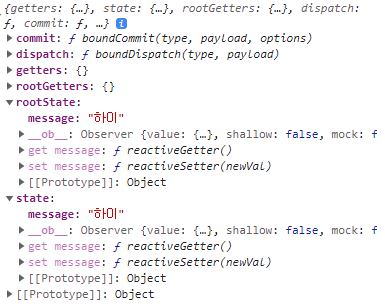 {getters: {…}, state: {…}, rootGetters: {…}, dispatch:
ƒ, commit: ƒ, …} i
▶ commit: ƒ boundCommit(type, payload, options)
▶ dispatch: ƒ boundDispatch(type, payload)
▶ getters: {}
▶ rootGetters: {}
▼ rootState:
message: "하이"
▶ __ob__: Observer {value: {…}, shallow: false, mock: f
▶ get message: ƒ reactiveGetter()
▶ set message: ƒ reactiveSetter(newVal)
▶ [[Prototype]]: Object
▼ state:
message: "하이"
▶ __ob__: Observer {value: {…}, shallow: false, mock: f
▶ get message: ƒ reactiveGetter()
▶ set message: ƒ reactiveSetter(newVal)
▶ [[Prototype]]: Object
▶ [[Prototype]]: Object